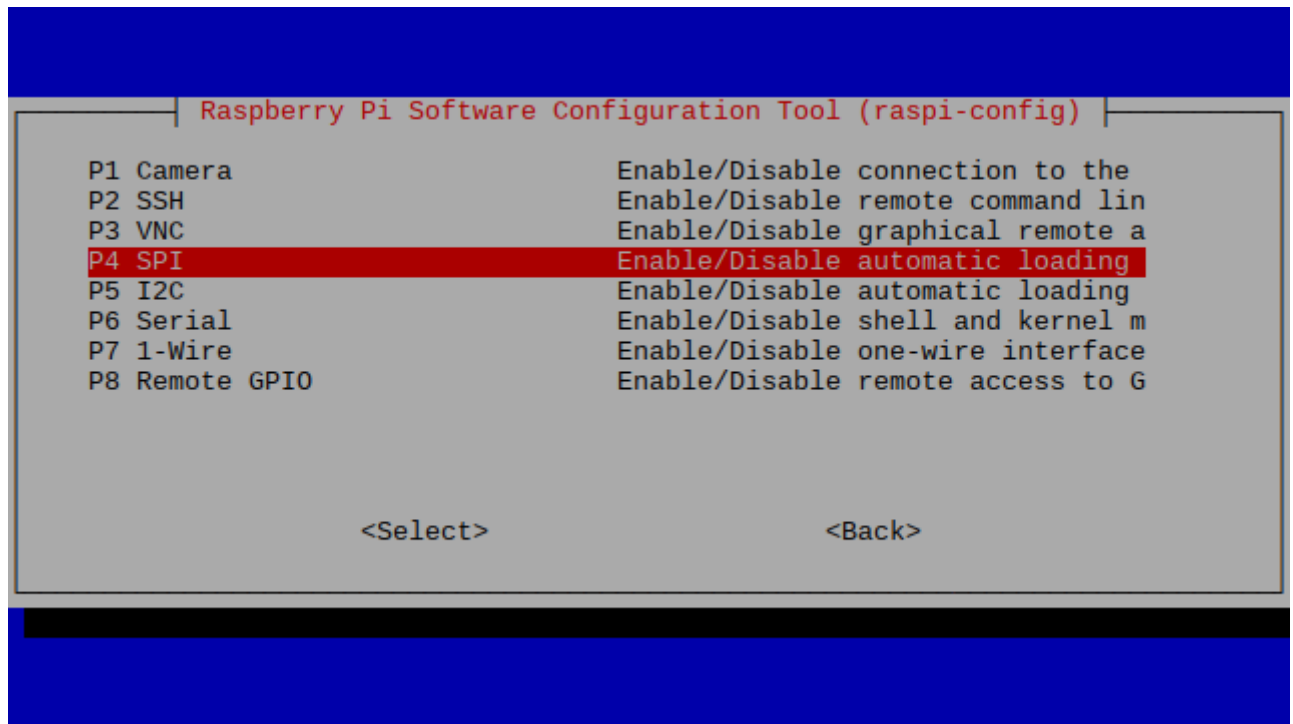 Raspberry Pi Software Configuration Tool (raspi-config)
P1 Camera Enable/Disable connection to the
P2 SSH Enable/Disable remote command lin
P3 VNC Enable/Disable graphical remote a
P4 SPI Enable/Disable automatic loading
P5 I2C Enable/Disable automatic loading
P6 Serial Enable/Disable shell and kernel m
P7 1-Wire Enable/Disable one-wire interface
P8 Remote GPIO Enable/Disable remote access to G
<Select> <Back>